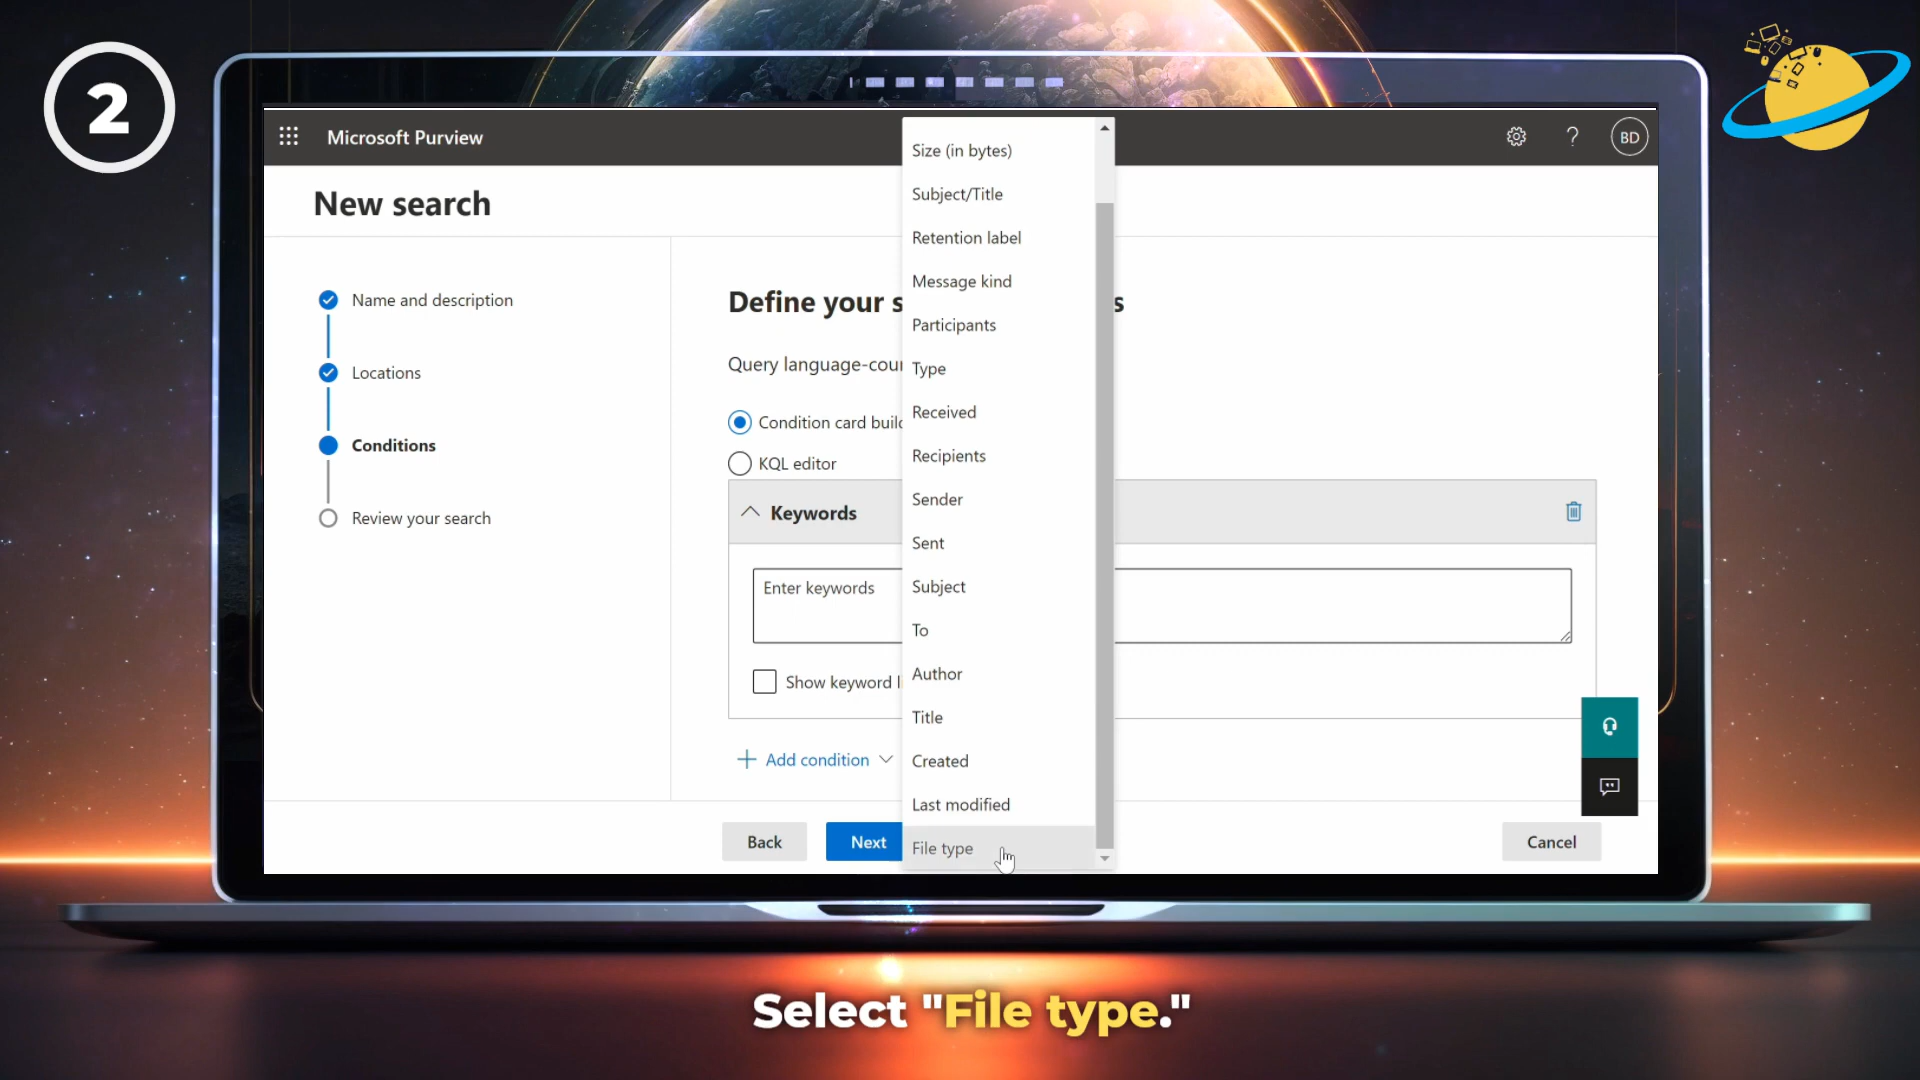 2
Microsoft Purview
?
BD
New search
Name and description
Locations
Conditions
Review your search
Define your s
s
Query language-cour
Condition card build
KQL editor
Keywords
Enter keywords
Show keyword li
Add condition
Back
Next
Cancel
Size (in bytes)
Subject/Title
Retention label
Message kind
Participants
Type
Received
Recipients
Sender
Sent
Subject
To
Author
Title
Created
Last modified
File type
Select "File type."